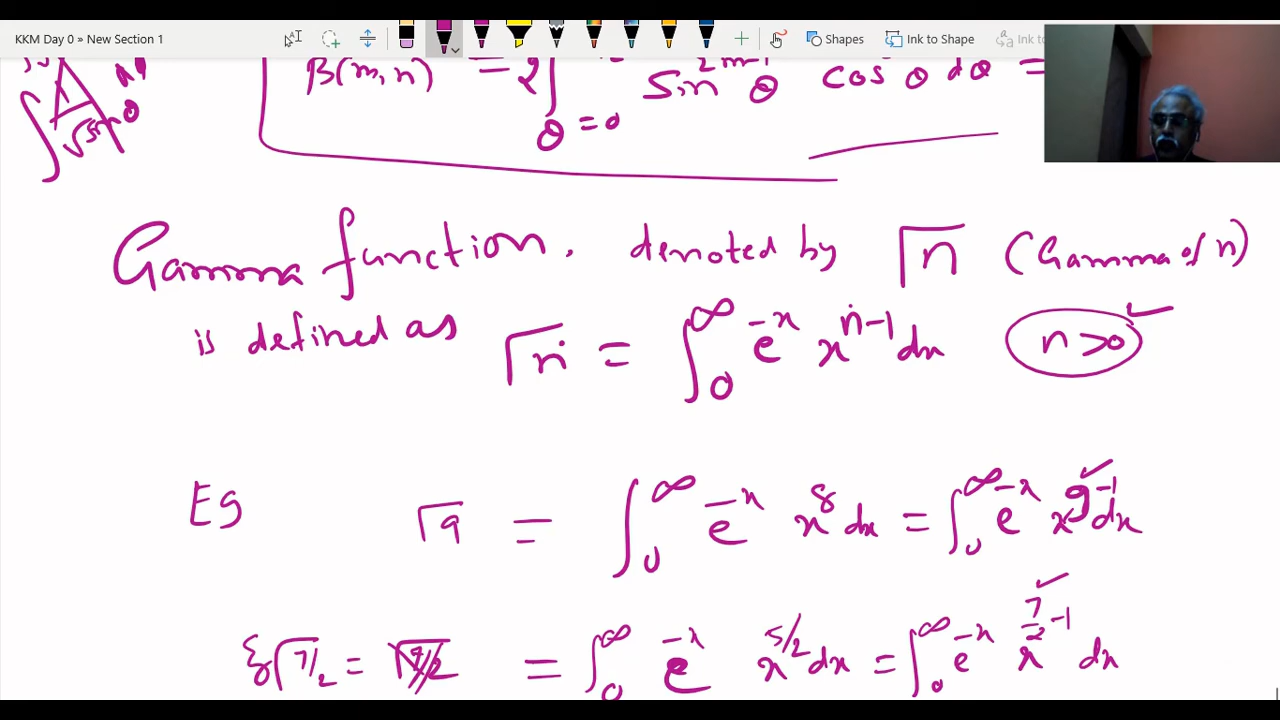 KKM Day 0 » New Section 1
Shapes Ink to Shape Ink to
β(m, n) = 2∫ sin^{2m-1} θ cos θ dθ =
θ = 0
Gamma function. denoted by Γn (Gamma of n)
is defined as Γn = ∫₀^∞ e^{-x} x^{n-1} dx n>0
Eg Γ9 = ∫₀^∞ e^{-x} x^8 dx = ∫₀^∞ e^{-x} x^{9-1} dx
Γ7/2 = = ∫₀^∞ e^{-x} x^{5/2} dx = ∫₀^∞ e^{-x} x^{7/2-1} dx